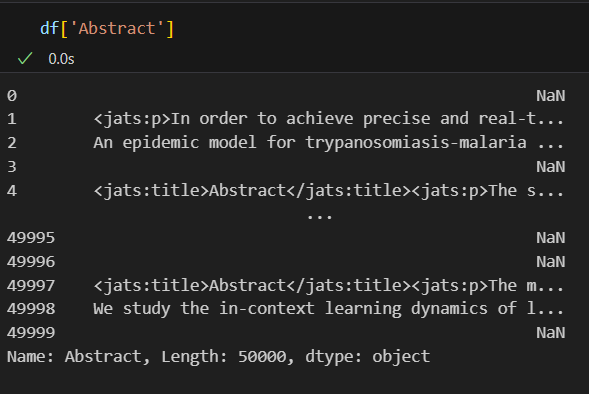 df['Abstract']
0.0s
0 NaN
1 <jats:p>In order to achieve precise and real-t...
2 An epidemic model for trypanosomiasis-malaria ...
3 NaN
4 <jats:title>Abstract</jats:title><jats:p>The s...
...
49995 NaN
49996 NaN
49997 <jats:title>Abstract</jats:title><jats:p>The m...
49998 We study the in-context learning dynamics of l...
49999 NaN
Name: Abstract, Length: 50000, dtype: object